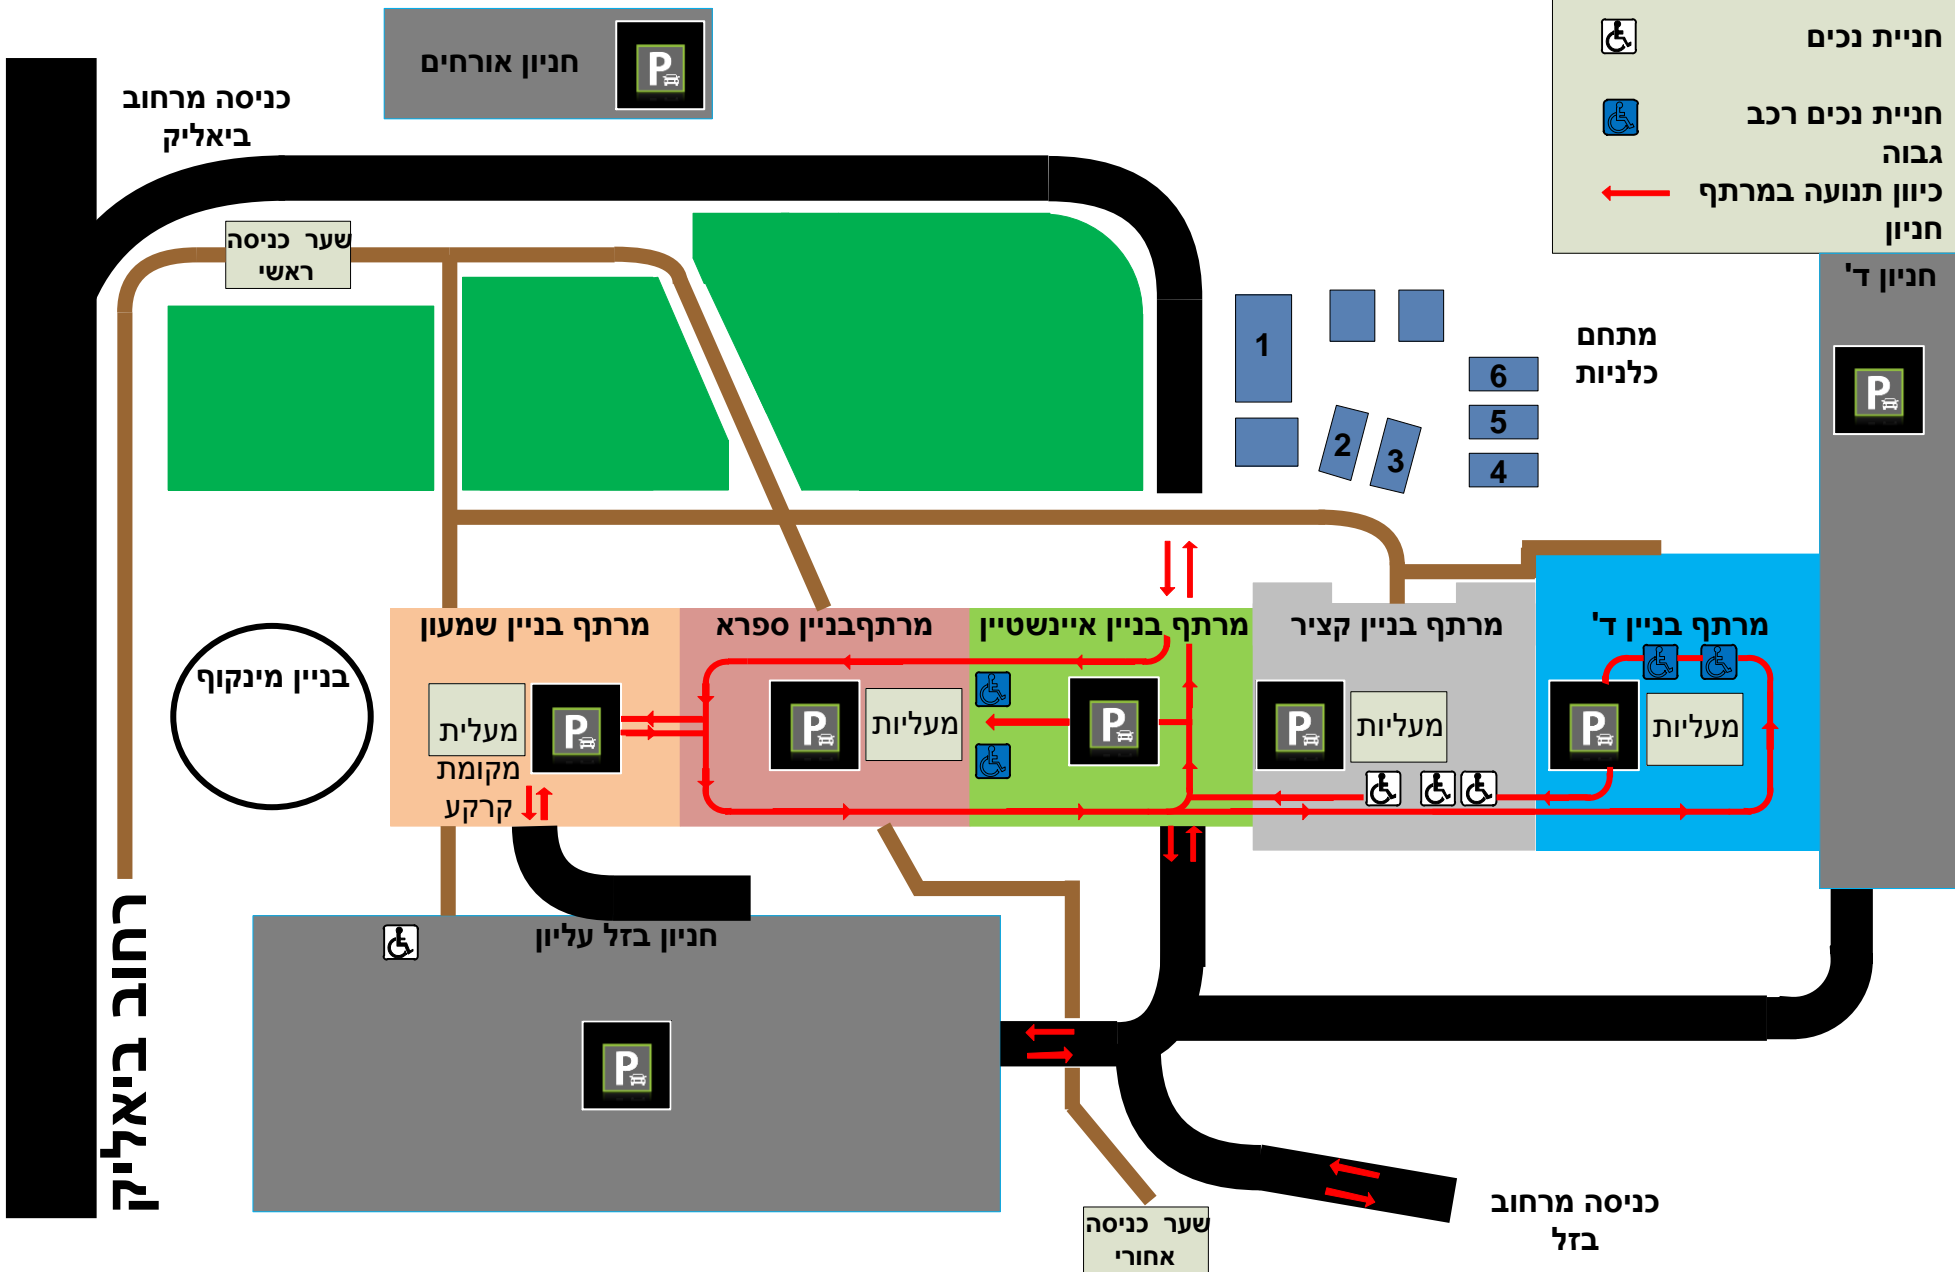 חניית נכים
חניית נכים רכב
גבוה
כיוון תנועה במרתף
חניון
חניון אורחים
P
כניסה מרחוב
ביאליק
שער כניסה
ראשי
חניון ד'
P
מתחם
כלניות
1
2
3
6
5
4
מרתף בניין ד'
מרתף בניין קציר
מרתף בניין איינשטיין
מרתףבניין ספרא
מרתף בניין שמעון
בניין מינקוף
מעליות
P
מעליות
P
P
מעליות
P
P
מעלית
מקומת
קרקע
חניון בזל עליון
P
רחוב ביאליק
כניסה מרחוב
בזל
שער כניסה
אחורי